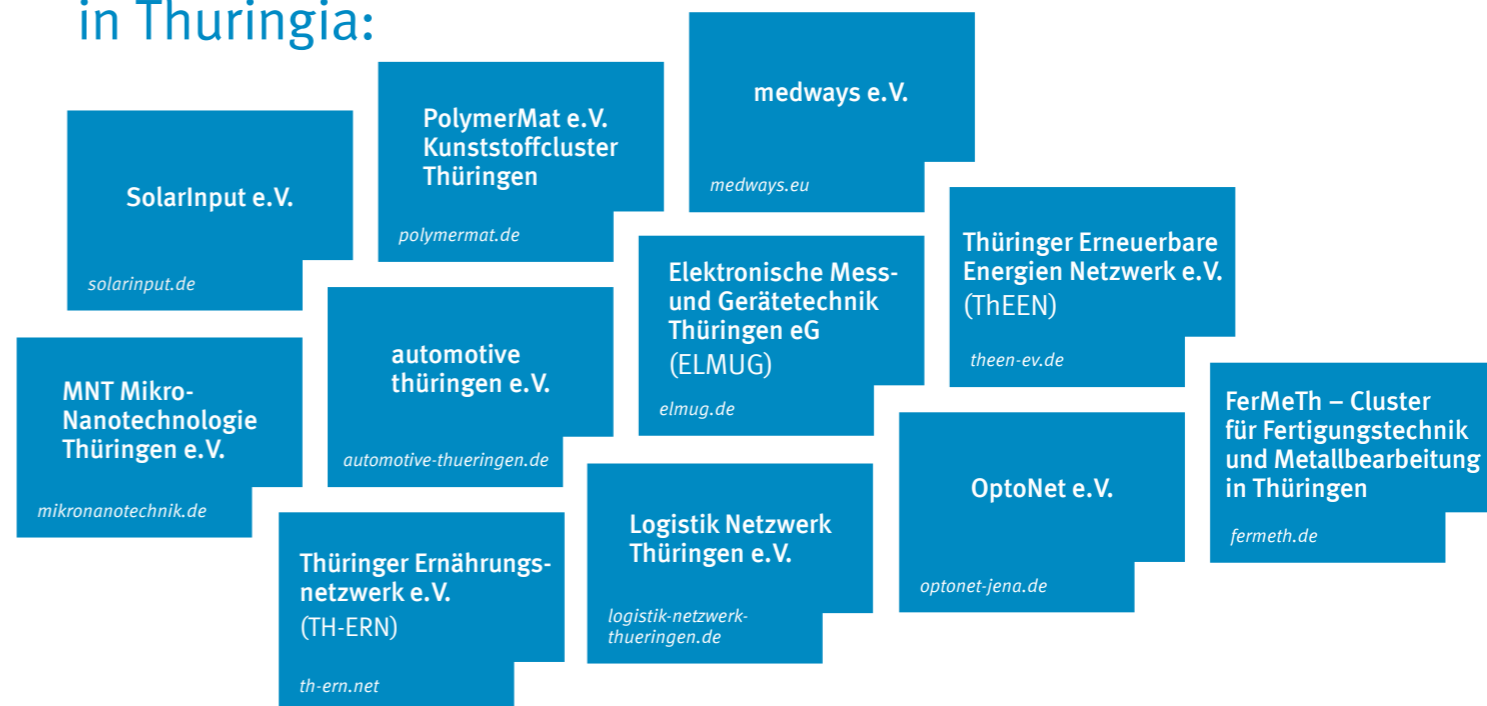 in Thuringia:
medways e.V.
medways.eu
PolymerMat e.V.
Kunststoffcluster
Thüringen
polymermat.de
SolarInput e.V.
solarinput.de
Thüringer Erneuerbare
Energien Netzwerk e.V.
(ThEEN)
theen-ev.de
Elektronische Mess-
und Gerätetechnik
Thüringen eG
(ELMUG)
elmug.de
automotive
thüringen e.V.
automotive-thueringen.de
MNT Mikro-
Nanotechnologie
Thüringen e.V.
mikronanotechnik.de
FerMeTh – Cluster
für Fertigungstechnik
und Metallbearbeitung
in Thüringen
fermeth.de
OptoNet e.V.
optonet-jena.de
Logistik Netzwerk
Thüringen e.V.
logistik-netzwerk-
thueringen.de
Thüringer Ernährungs-
netzwerk e.V.
(TH-ERN)
th-ern.net